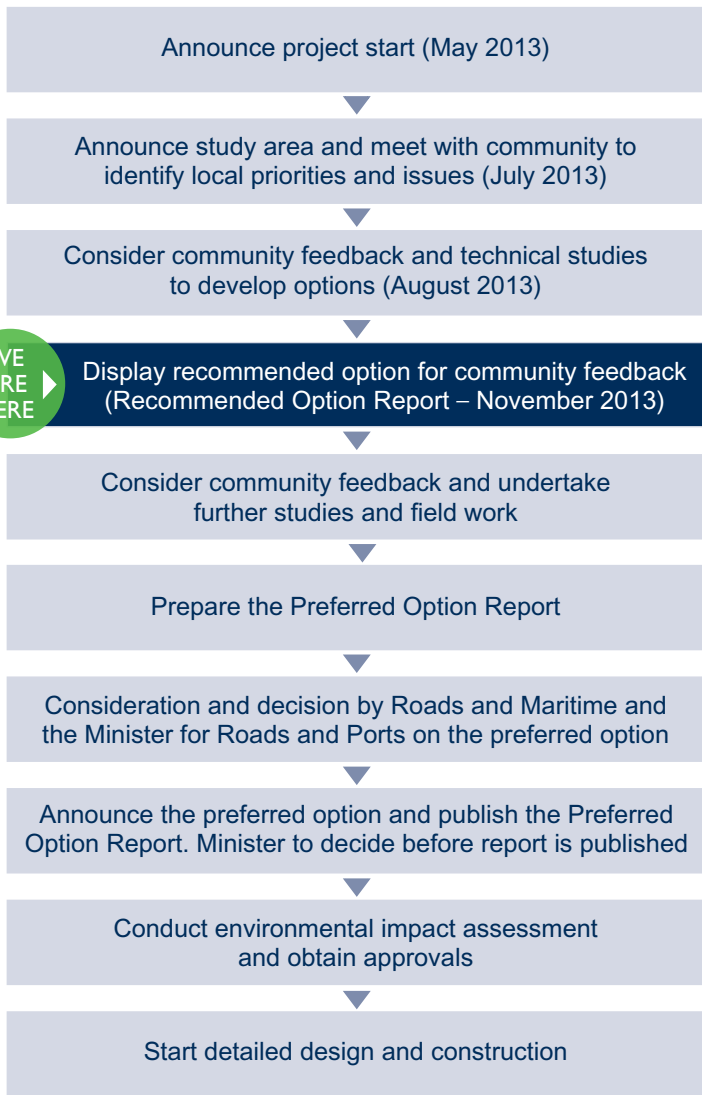 Announce project start (May 2013)
Announce study area and meet with community to
identify local priorities and issues (July 2013)
Consider community feedback and technical studies
to develop options (August 2013)
Display recommended option for community feedback
(Recommended Option Report – November 2013)
Consider community feedback and undertake
further studies and field work
Prepare the Preferred Option Report
Consideration and decision by Roads and Maritime and
the Minister for Roads and Ports on the preferred option
Announce the preferred option and publish the Preferred
Option Report. Minister to decide before report is published
Conduct environmental impact assessment
and obtain approvals
Start detailed design and construction